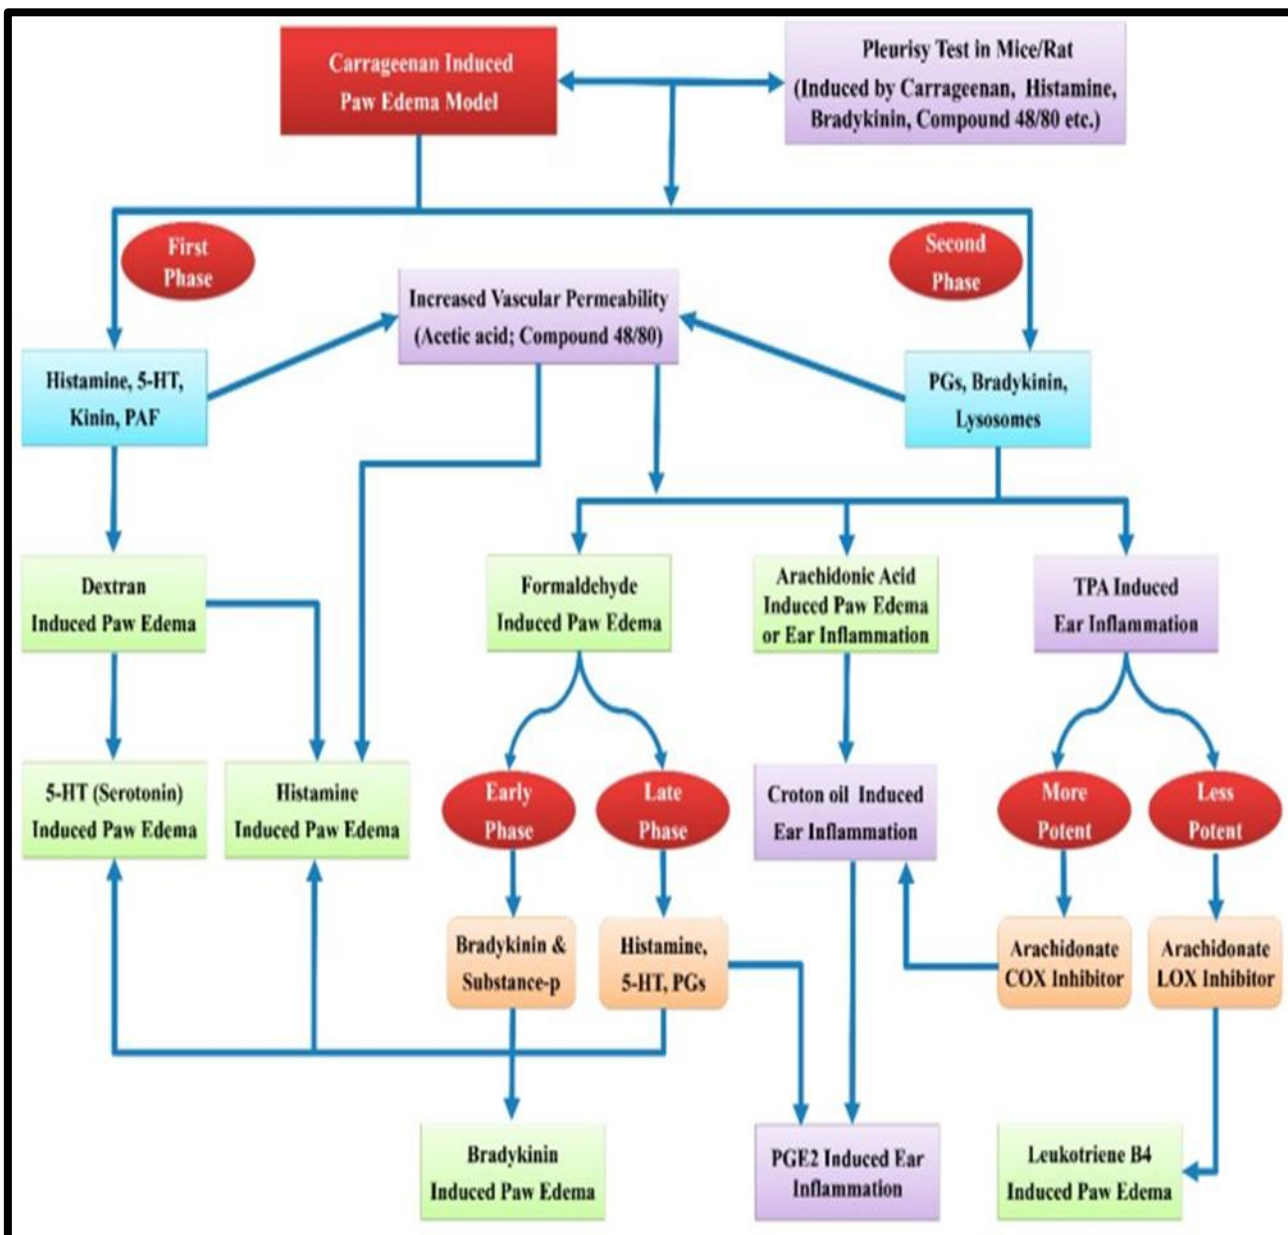 Carrageenan Induced
Paw Edema Model
Pleurisy Test in Mice/Rat
(Induced by Carrageenan, Histamine,
Bradykinin, Compound 48/80 etc.)
First
Phase
Second
Phase
Increased Vascular Permeability
(Acetic acid; Compound 48/80)
Histamine, 5-HT,
Kinin, PAF
PGs, Bradykinin,
Lysosomes
Dextran
Induced Paw Edema
Formaldehyde
Induced Paw Edema
Arachidonic Acid
Induced Paw Edema
or Ear Inflammation
TPA Induced
Ear Inflammation
5-HT (Serotonin)
Induced Paw Edema
Histamine
Induced Paw Edema
Early
Phase
Late
Phase
Croton oil Induced
Ear Inflammation
More
Potent
Less
Potent
Bradykinin &
Substance-p
Histamine,
5-HT, PGs
Arachidonate
COX Inhibitor
Arachidonate
LOX Inhibitor
Bradykinin
Induced Paw Edema
PGE2 Induced Ear
Inflammation
Leukotriene B4
Induced Paw Edema